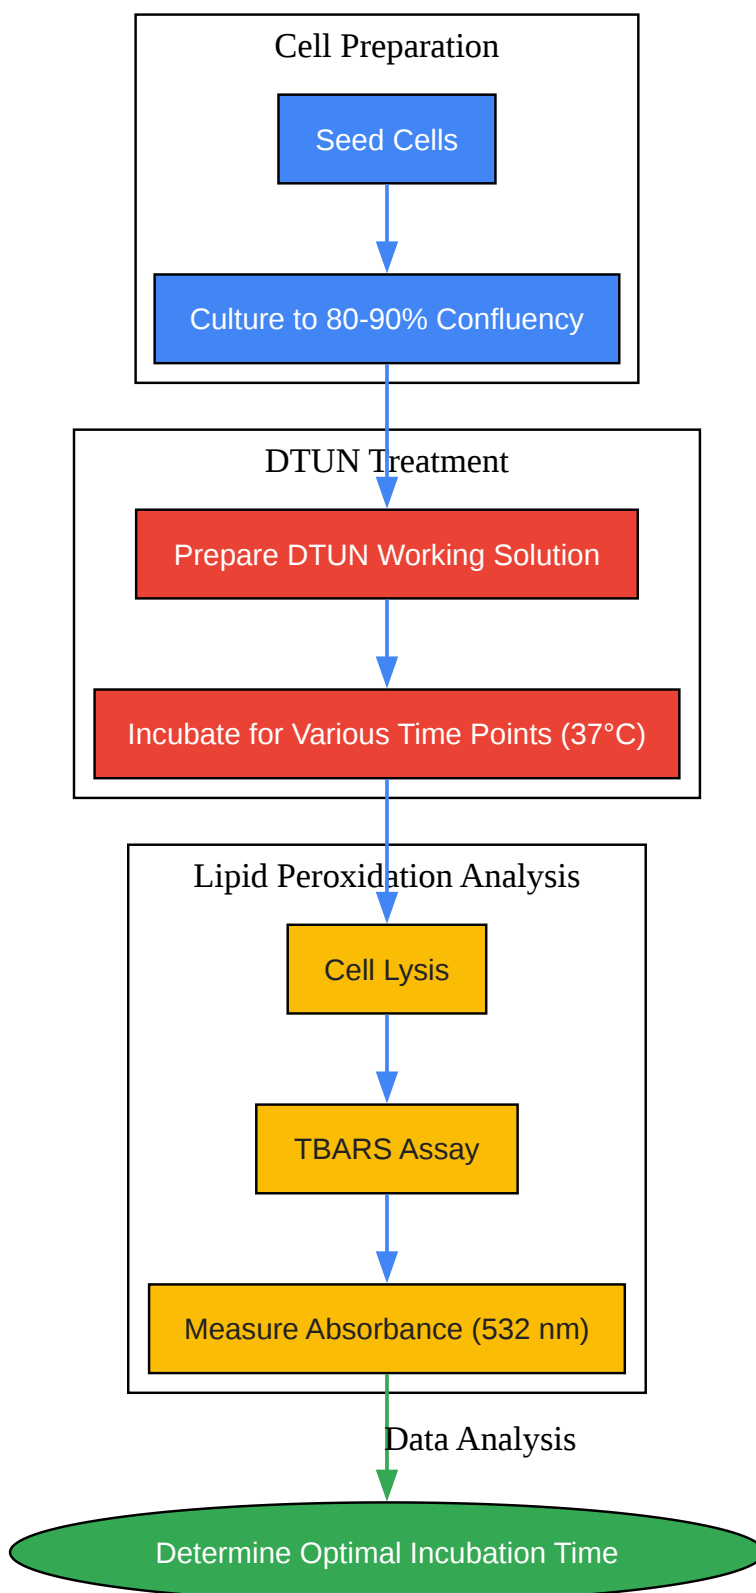 Cell Preparation
Seed Cells
Culture to 80-90% Confluency
DTUN Treatment
Prepare DTUN Working Solution
Incubate for Various Time Points (37°C)
Lipid Peroxidation Analysis
Cell Lysis
TBARS Assay
Measure Absorbance (532 nm)
Data Analysis
Determine Optimal Incubation Time